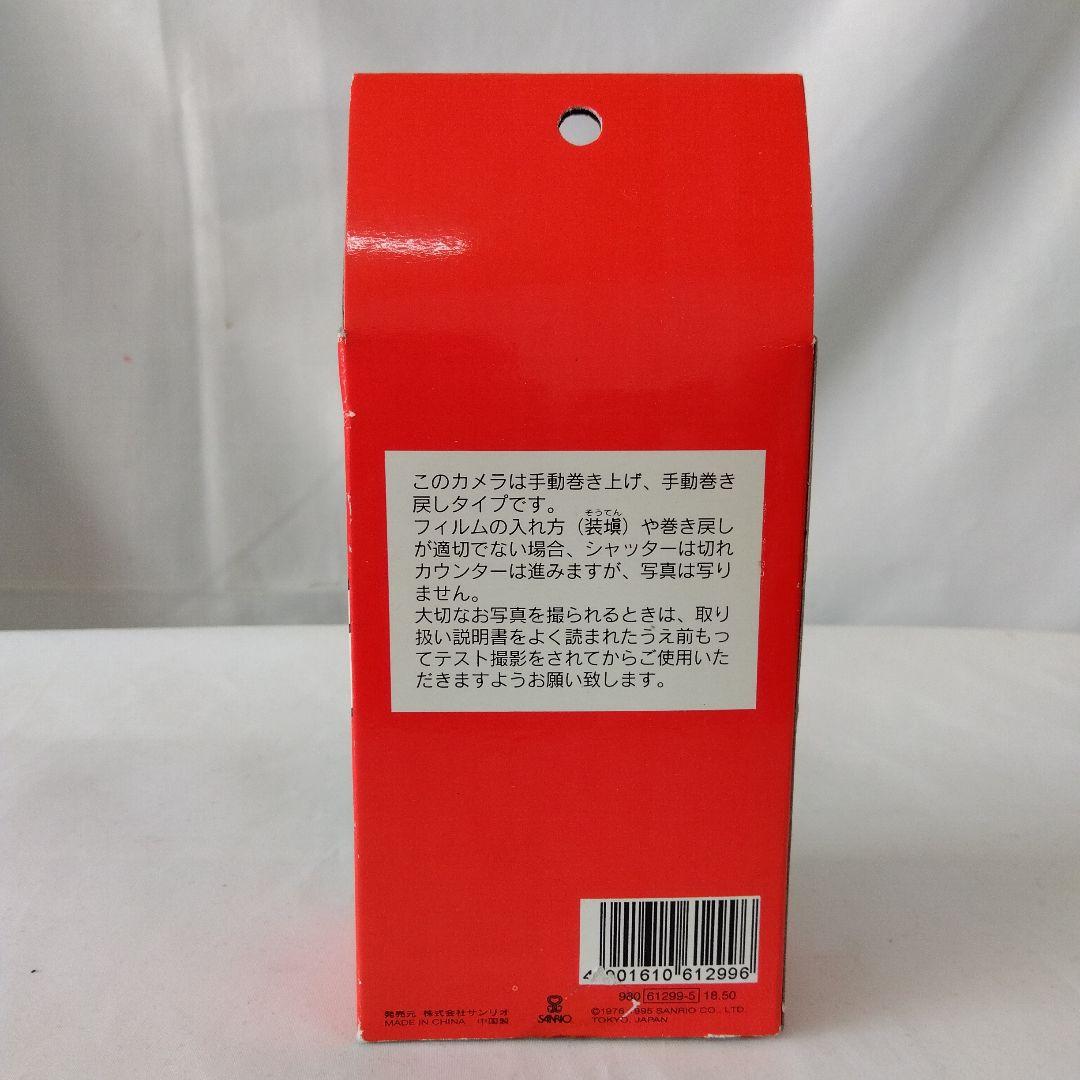 このカメラは手動巻き上げ、手動巻き
戻しタイプです。
そうてん
フィルムの入れ方(装塡)や巻き戻し
が適切でない場合、シャッターは切れ
カウンターは進みますが、写真は写り
ません。
大切なお写真を撮られるときは、取り
扱い説明書をよく読まれたうえ前もっ
てテスト撮影をされてからご使用いた
だきますようお願い致します。
4 901610 612996
980 61299-5 18.50
発売元 株式会社サンリオ
MADE IN CHINA 中国製
SANRIO
©1976, 1995 SANRIO CO., LTD.
TOKYO, JAPAN